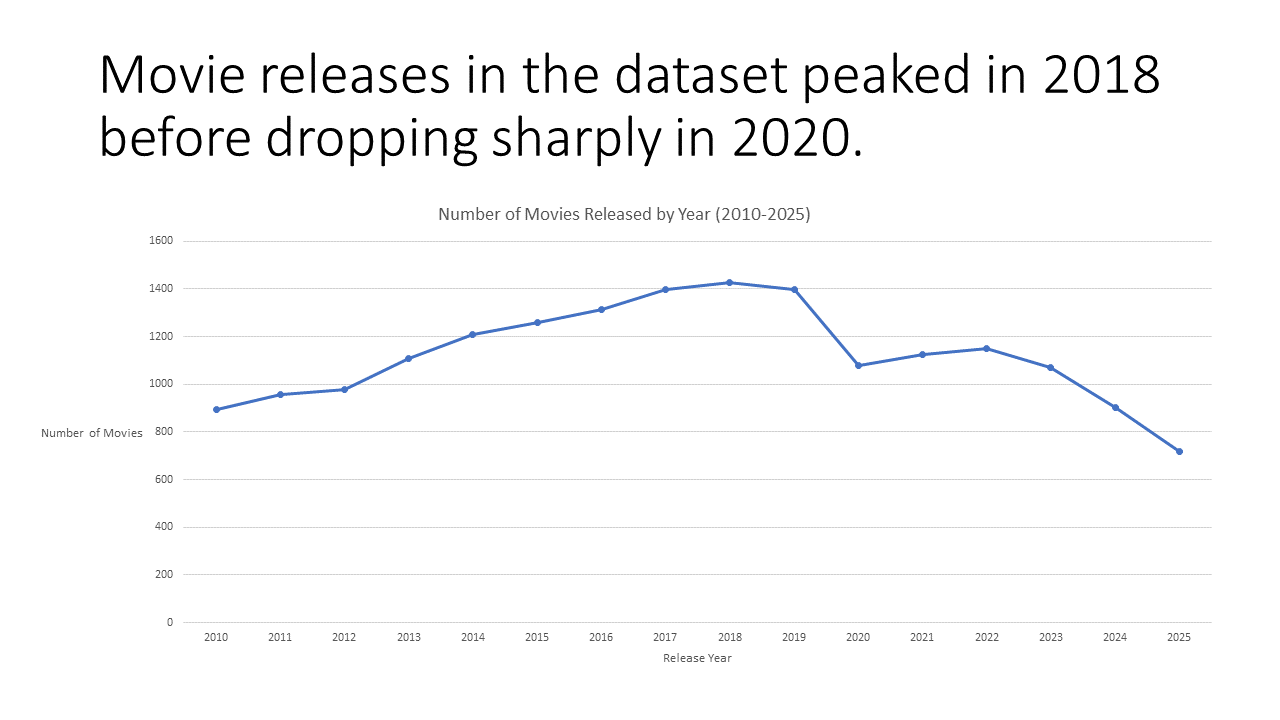 Movie releases in the dataset peaked in 2018
before dropping sharply in 2020.
Number of Movies Released by Year (2010-2025)
1600
1400
1200
1000
800
600
400
200
0
Number of Movies
2010 2011 2012 2013 2014 2015 2016 2017 2018 2019 2020 2021 2022 2023 2024 2025
Release Year